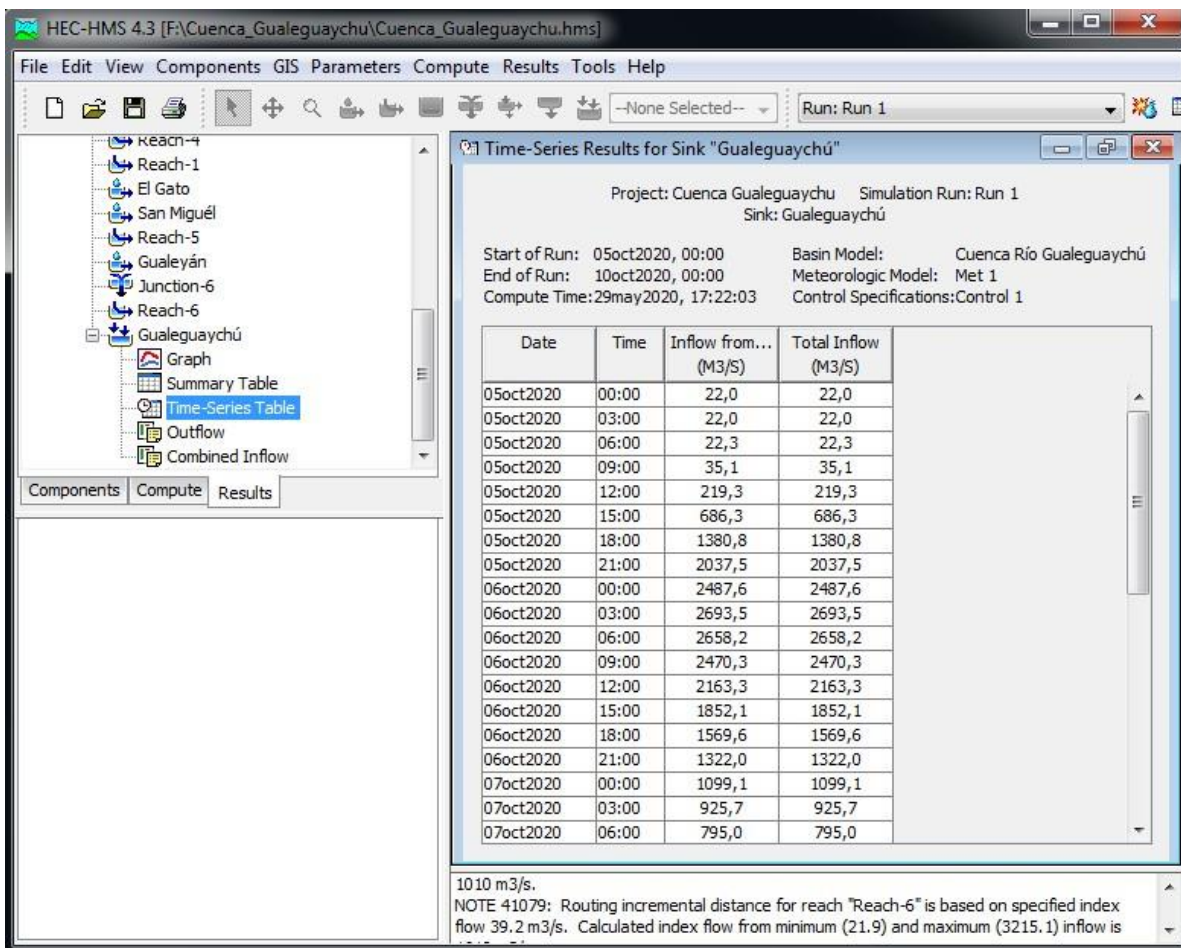 HEC-HMS 4.3 [F:\Cuenca_Gualeguaychu\Cuenca_Gualeguaychu.hms]
File Edit View Components GIS Parameters Compute Results Tools Help
--None Selected-- Run: Run 1
Reach-4
Reach-1
El Gato
San Miguél
Reach-5
Gualeyán
Junction-6
Reach-6
Gualeguaychú
Graph
Summary Table
Time-Series Table
Outflow
Combined Inflow
Components Compute Results
Time-Series Results for Sink "Gualeguaychú"
Project: Cuenca Gualeguaychu Simulation Run: Run 1
Sink: Gualeguaychú
Start of Run: 05oct2020, 00:00 Basin Model: Cuenca Río Gualeguaychú
End of Run: 10oct2020, 00:00 Meteorologic Model: Met 1
Compute Time:29may2020, 17:22:03 Control Specifications:Control 1
Date Time Inflow from... Total Inflow
(M3/S) (M3/S)
05oct2020 00:00 22,0 22,0
05oct2020 03:00 22,0 22,0
05oct2020 06:00 22,3 22,3
05oct2020 09:00 35,1 35,1
05oct2020 12:00 219,3 219,3
05oct2020 15:00 686,3 686,3
05oct2020 18:00 1380,8 1380,8
05oct2020 21:00 2037,5 2037,5
06oct2020 00:00 2487,6 2487,6
06oct2020 03:00 2693,5 2693,5
06oct2020 06:00 2658,2 2658,2
06oct2020 09:00 2470,3 2470,3
06oct2020 12:00 2163,3 2163,3
06oct2020 15:00 1852,1 1852,1
06oct2020 18:00 1569,6 1569,6
06oct2020 21:00 1322,0 1322,0
07oct2020 00:00 1099,1 1099,1
07oct2020 03:00 925,7 925,7
07oct2020 06:00 795,0 795,0
1010 m3/s.
NOTE 41079: Routing incremental distance for reach "Reach-6" is based on specified index
flow 39.2 m3/s. Calculated index flow from minimum (21.9) and maximum (3215.1) inflow is